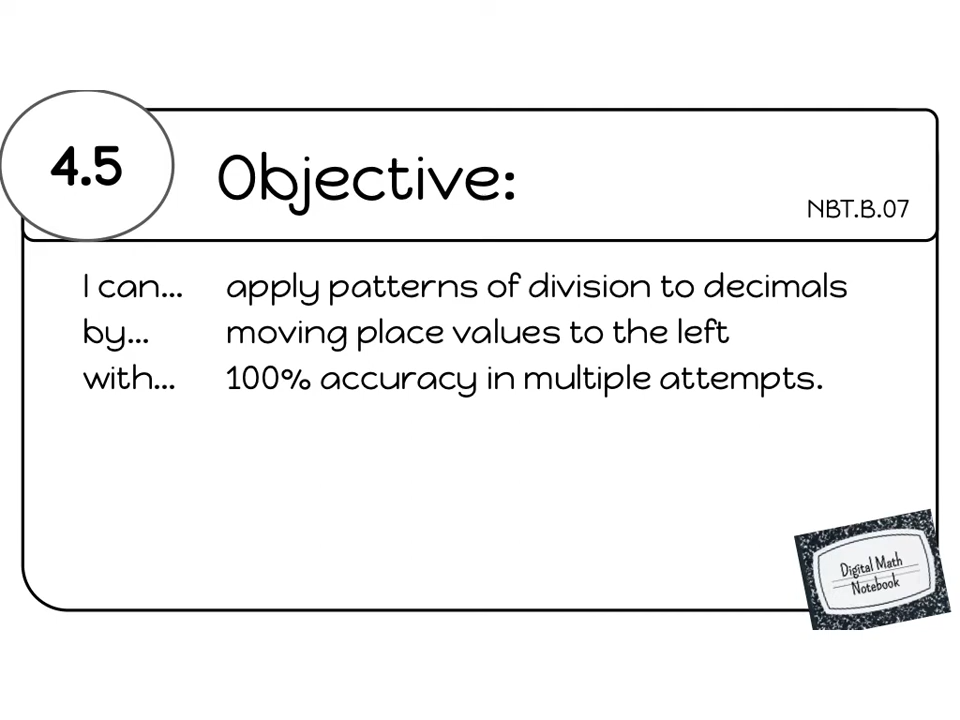 4.5
Objective:
NBT.B.07
I can... apply patterns of division to decimals
by... moving place values to the left
with... 100% accuracy in multiple attempts.
Digital Math
Notebook